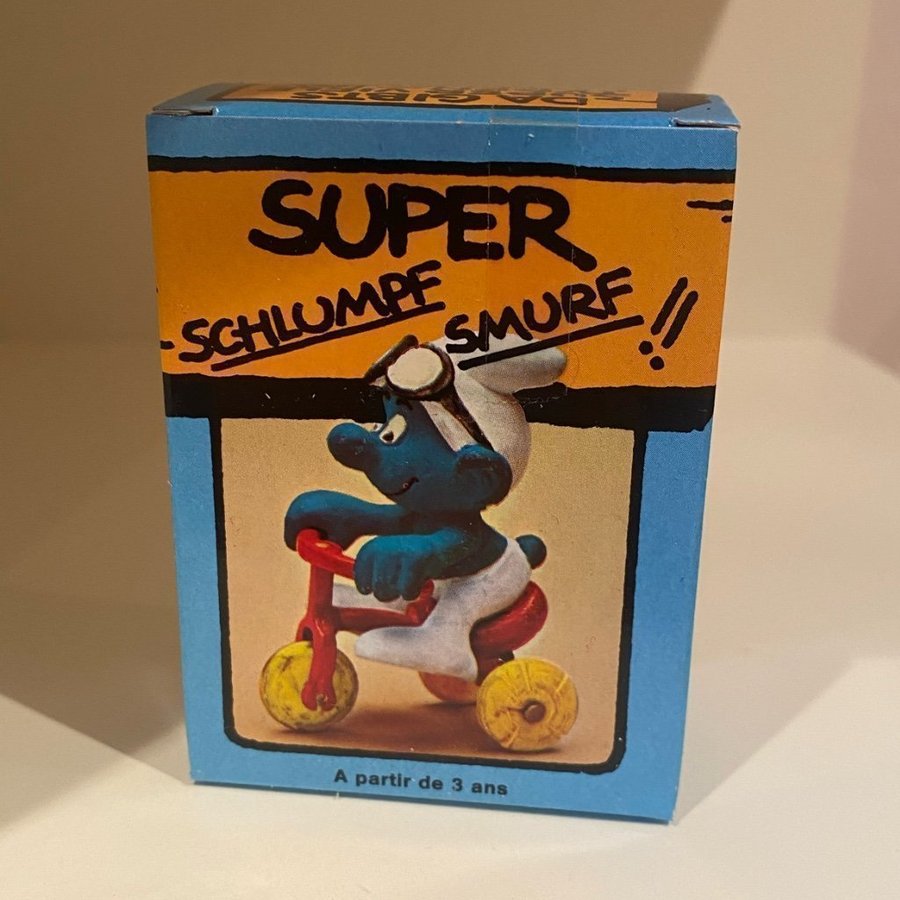 SUPER
SCHLUMPF
SMURF !!
A partir de 3 ans